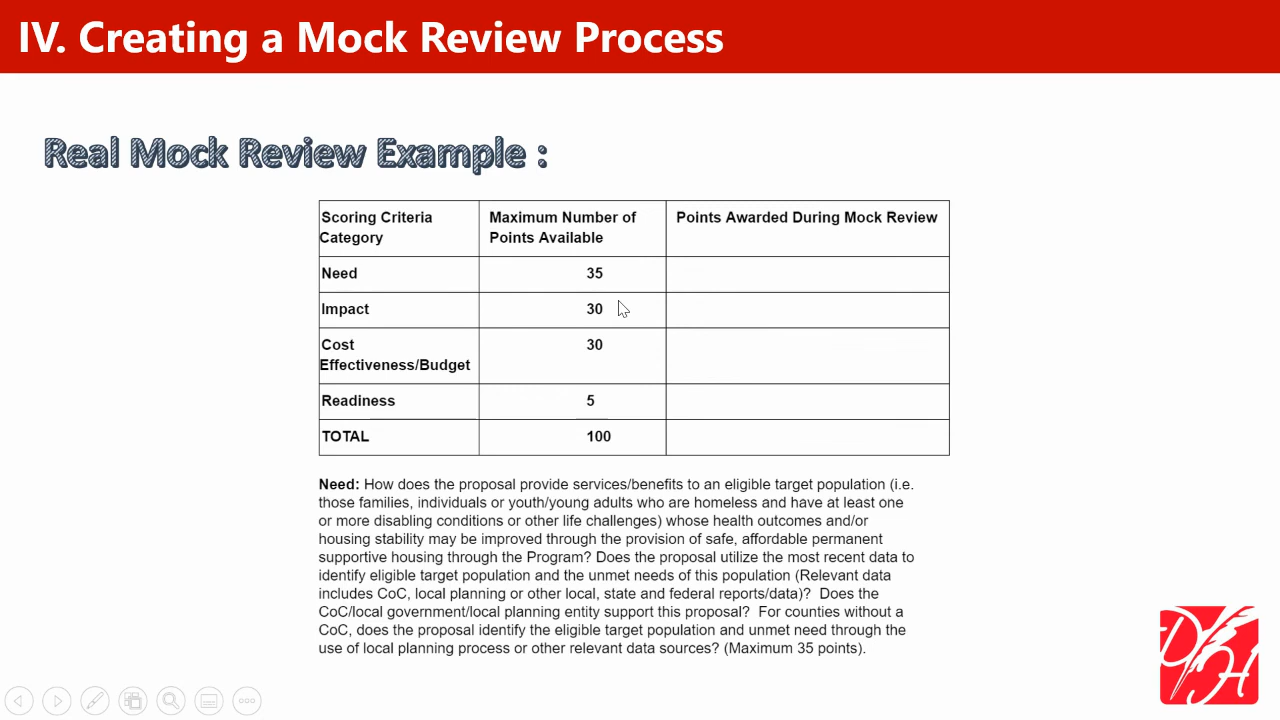 IV. Creating a Mock Review Process
Real Mock Review Example :
Scoring Criteria Category
Maximum Number of Points Available
Points Awarded During Mock Review
Need
35
Impact
30
Cost Effectiveness/Budget
30
Readiness
5
TOTAL
100
Need: How does the proposal provide services/benefits to an eligible target population (i.e.
those families, individuals or youth/young adults who are homeless and have at least one
or more disabling conditions or other life challenges) whose health outcomes and/or
housing stability may be improved through the provision of safe, affordable permanent
supportive housing through the Program? Does the proposal utilize the most recent data to
identify eligible target population and the unmet needs of this population (Relevant data
includes CoC, local planning or other local, state and federal reports/data)?  Does the
CoC/local government/local planning entity support this proposal?  For counties without a
CoC, does the proposal identify the eligible target population and unmet need through the
use of local planning process or other relevant data sources? (Maximum 35 points).
DH